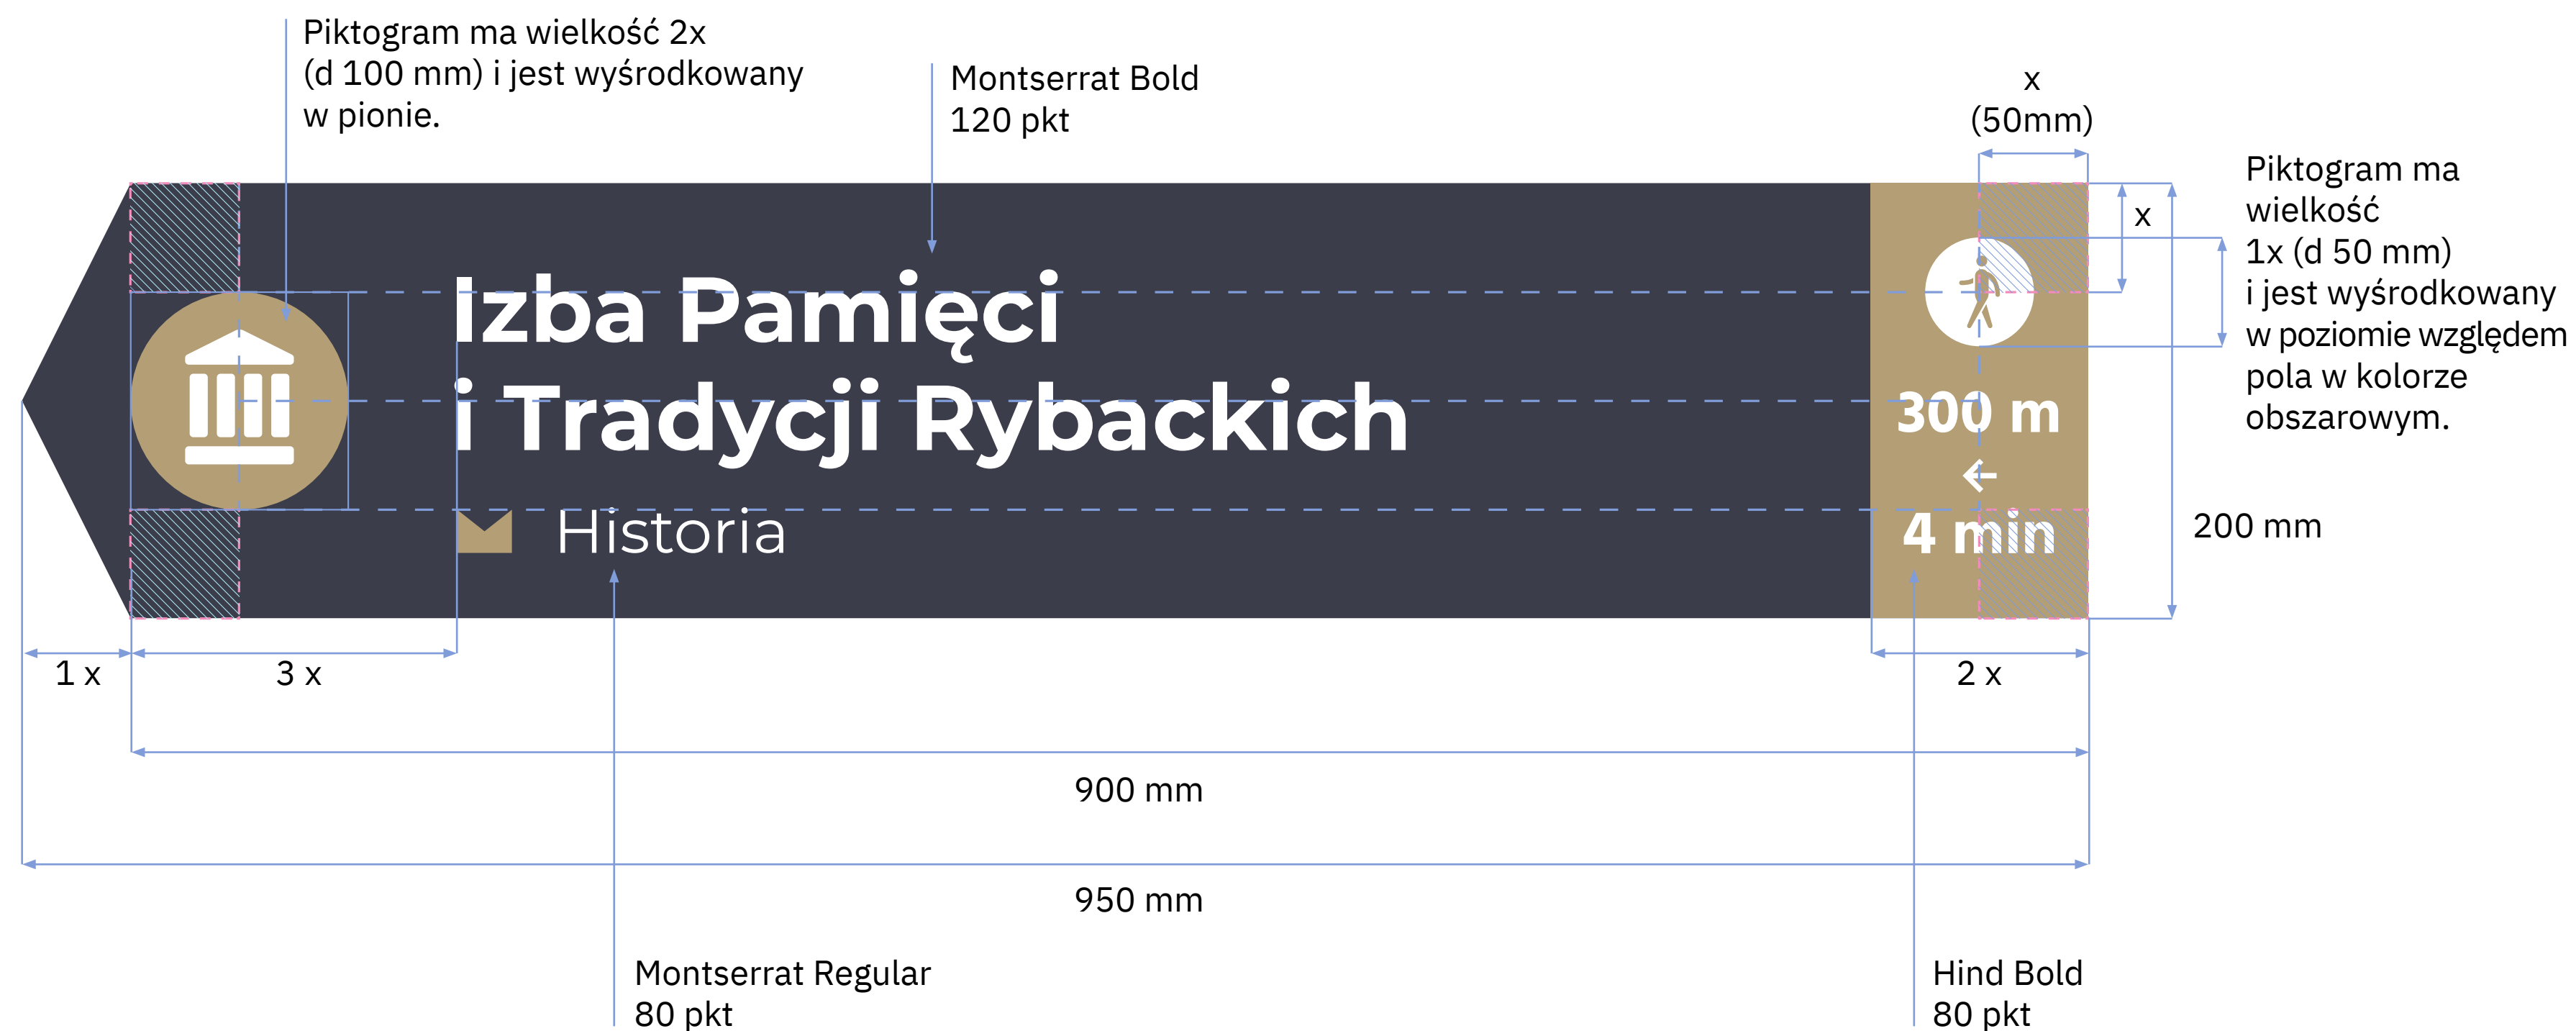 Piktogram ma wielkość 2x
(d 100 mm) i jest wyśrodkowany
w pionie.
Montserrat Bold
120 pkt
x
(50mm)
Piktogram ma
wielkość
1x (d 50 mm)
i jest wyśrodkowany
w poziomie względem
pola w kolorze
obszarowym.
x
Izba Pamięci
i Tradycji Rybackich
Historia
300 m
←
4 min
200 mm
1 x
3 x
2 x
900 mm
950 mm
Montserrat Regular
80 pkt
Hind Bold
80 pkt